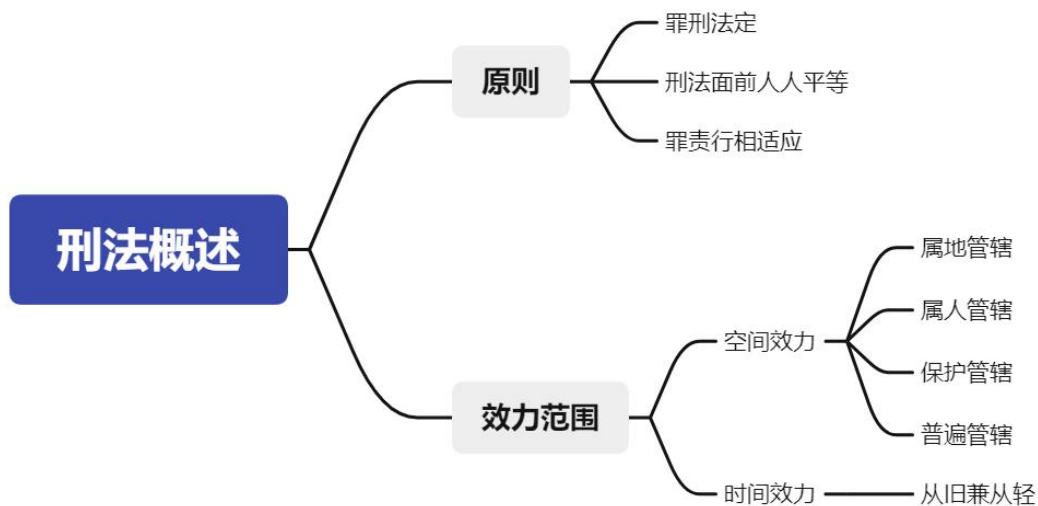 刑法概述
原则
罪刑法定
刑法面前人人平等
罪责行相适应
效力范围
空间效力
属地管辖
属人管辖
保护管辖
普遍管辖
时间效力
从旧兼从轻